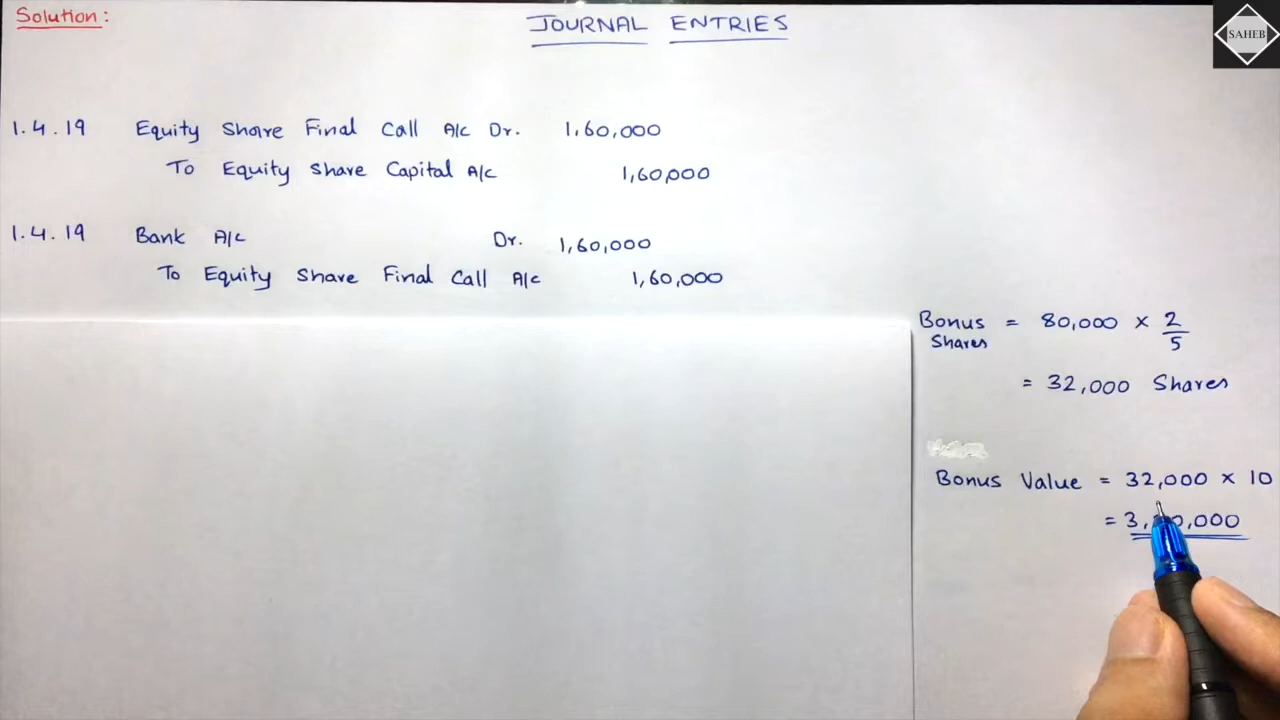 Solution:
JOURNAL ENTRIES
SAHEB
1.4.19 Equity Share Final Call A/c Dr. 1,60,000
To Equity Share Capital A/c 1,60,000
1.4.19 Bank A/c Dr. 1,60,000
To Equity Share Final Call A/c 1,60,000
Bonus Shares = 80,000 × 2/5
= 32,000 Shares
Bonus Value = 32,000 × 10